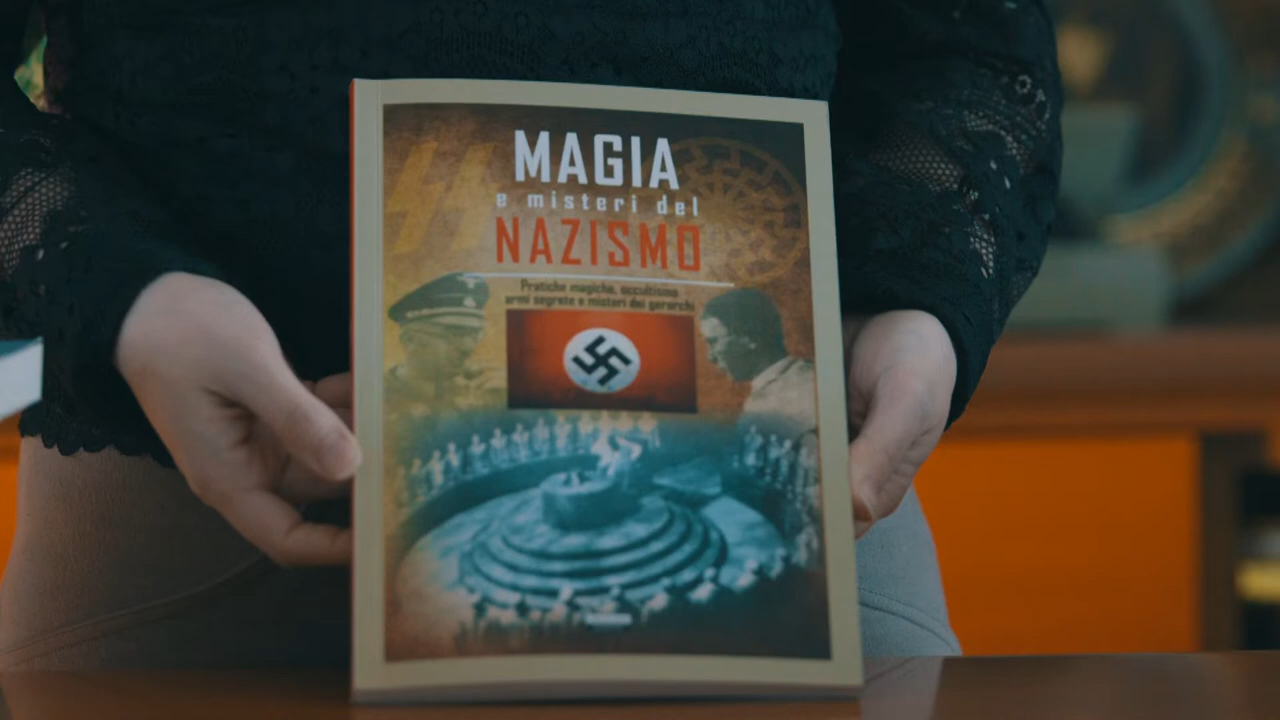 MAGIA
e misteri del
NAZISMO
Pratiche magiche, occultismo
armi segrete e misteri dei gerarchi